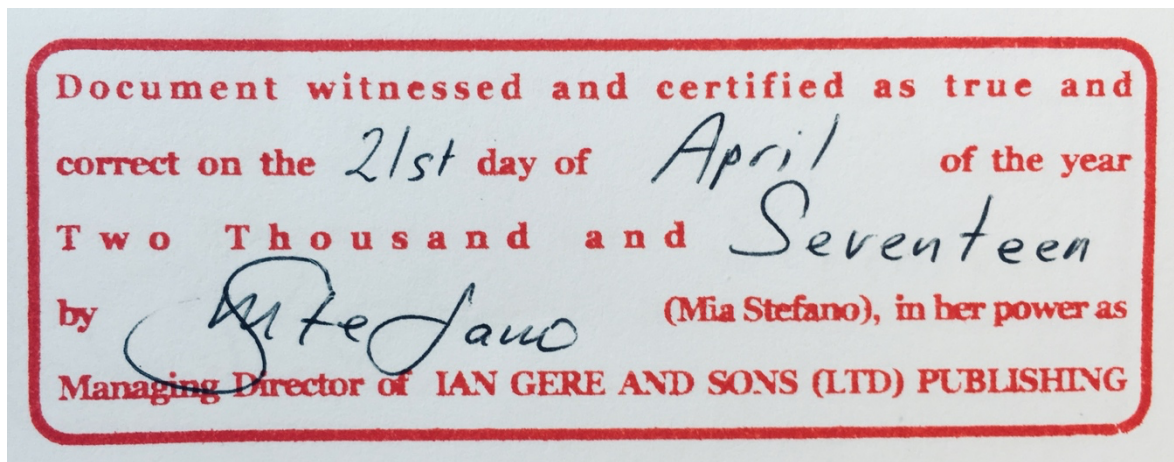 Document witnessed and certified as true and
correct on the 21st day of April of the year
Two Thousand and Seventeen
by MStefano (Mia Stefano), in her power as
Managing Director of IAN GERE AND SONS (LTD) PUBLISHING